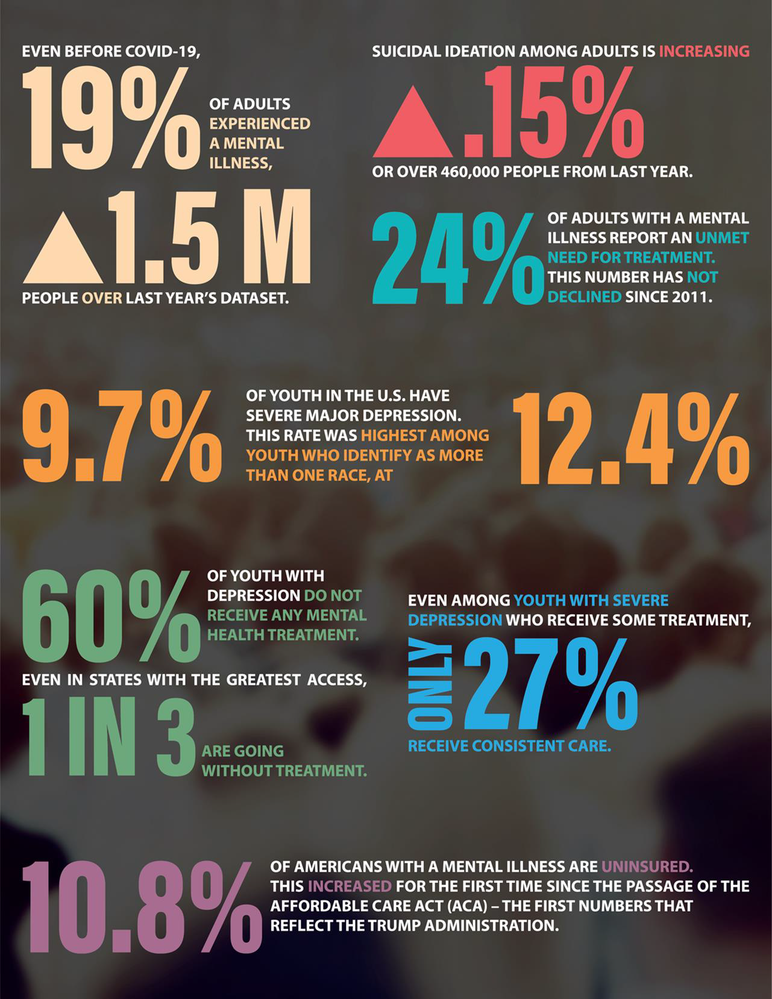 EVEN BEFORE COVID-19,
19%
OF ADULTS
EXPERIENCED
A MENTAL
ILLNESS,
▲1.5 M
PEOPLE OVER LAST YEAR'S DATASET.
SUICIDAL IDEATION AMONG ADULTS IS INCREASING
▲.15%
OR OVER 460,000 PEOPLE FROM LAST YEAR.
24%
OF ADULTS WITH A MENTAL
ILLNESS REPORT AN UNMET
NEED FOR TREATMENT.
THIS NUMBER HAS NOT
DECLINED SINCE 2011.
9.7%
OF YOUTH IN THE U.S. HAVE
SEVERE MAJOR DEPRESSION.
THIS RATE WAS HIGHEST AMONG
YOUTH WHO IDENTIFY AS MORE
THAN ONE RACE, AT
12.4%
60%
OF YOUTH WITH
DEPRESSION DO NOT
RECEIVE ANY MENTAL
HEALTH TREATMENT.
EVEN IN STATES WITH THE GREATEST ACCESS,
1 IN 3
ARE GOING
WITHOUT TREATMENT.
EVEN AMONG YOUTH WITH SEVERE
DEPRESSION WHO RECEIVE SOME TREATMENT,
ONLY
27%
RECEIVE CONSISTENT CARE.
10.8%
OF AMERICANS WITH A MENTAL ILLNESS ARE UNINSURED.
THIS INCREASED FOR THE FIRST TIME SINCE THE PASSAGE OF THE
AFFORDABLE CARE ACT (ACA) – THE FIRST NUMBERS THAT
REFLECT THE TRUMP ADMINISTRATION.